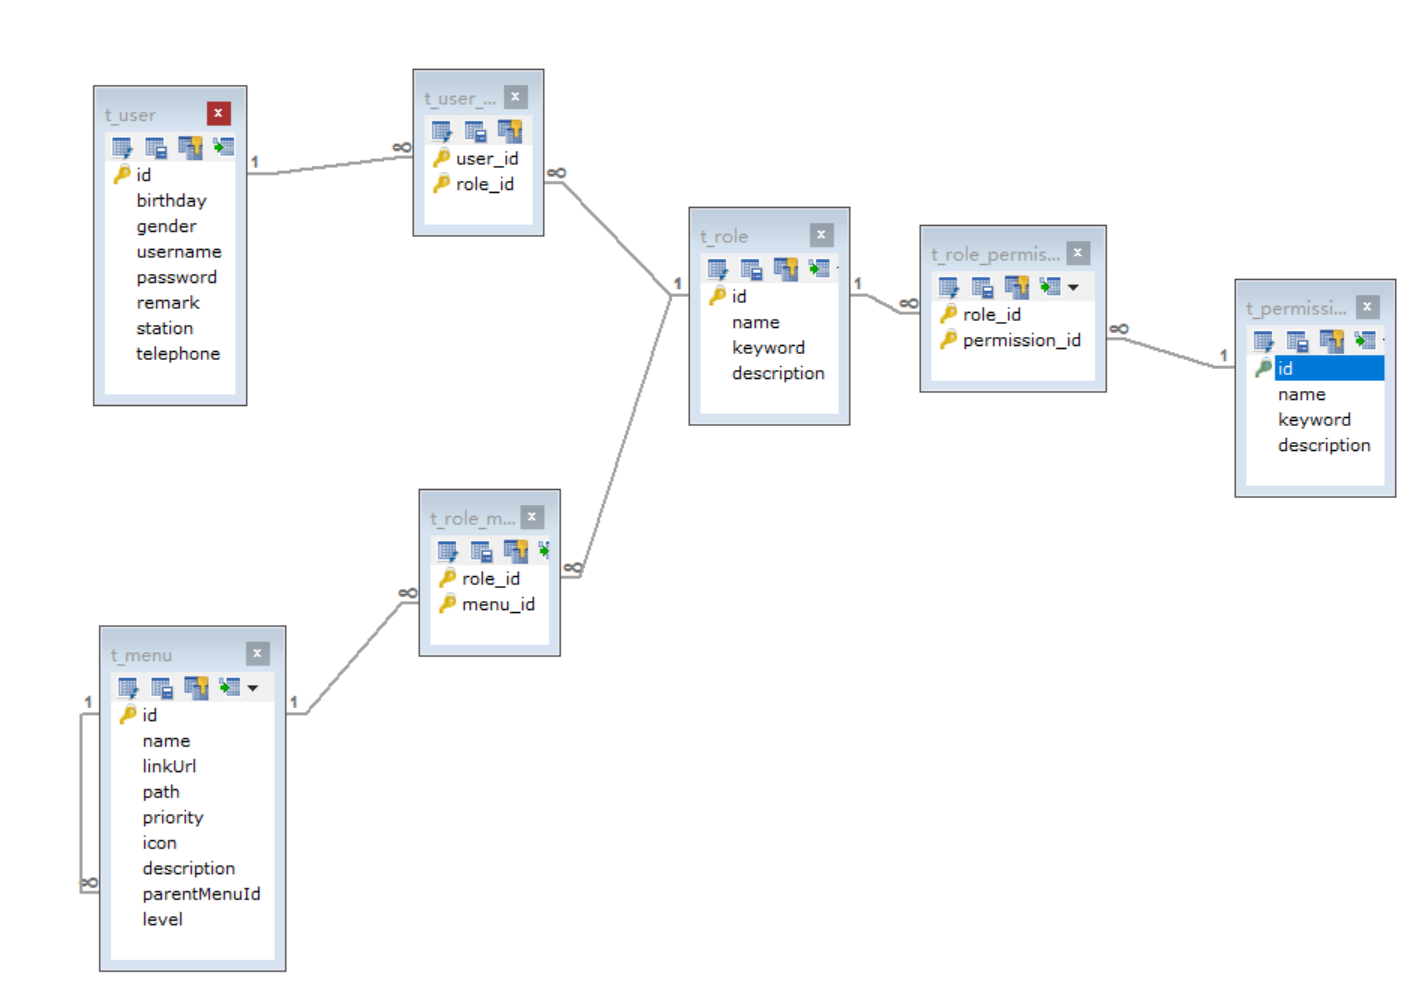 t_user
id
birthday
gender
username
password
remark
station
telephone
1
∞
t_user_...
user_id
role_id
∞
1
t_role
id
name
keyword
description
1
∞
t_role_permis...
role_id
permission_id
∞
1
t_permissi...
id
name
keyword
description
t_role_m...
role_id
menu_id
∞
∞
1
t_menu
id
name
linkUrl
path
priority
icon
description
parentMenuId
level
1
∞